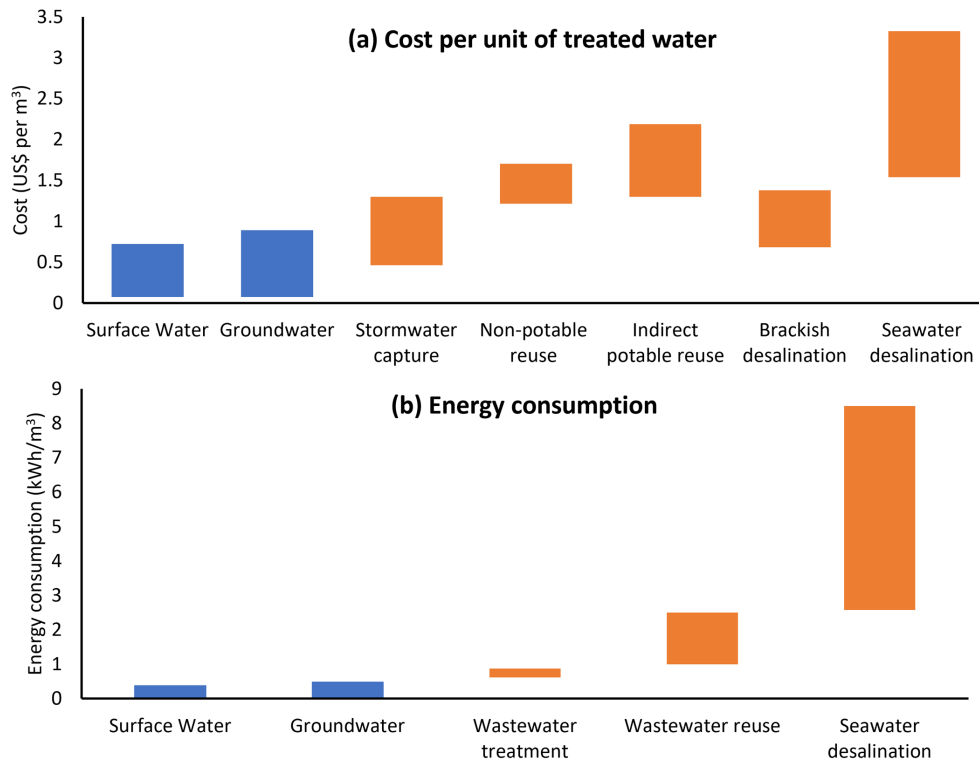 (a) Cost per unit of treated water
Cost (US$ per m³)
3.5
3
2.5
2
1.5
1
0.5
0
Surface Water
Groundwater
Stormwater
capture
Non-potable
reuse
Indirect
potable reuse
Brackish
desalination
Seawater
desalination
(b) Energy consumption
Energy consumption (kWh/m³)
9
8
7
6
5
4
3
2
1
0
Surface Water
Groundwater
Wastewater
treatment
Wastewater reuse
Seawater
desalination